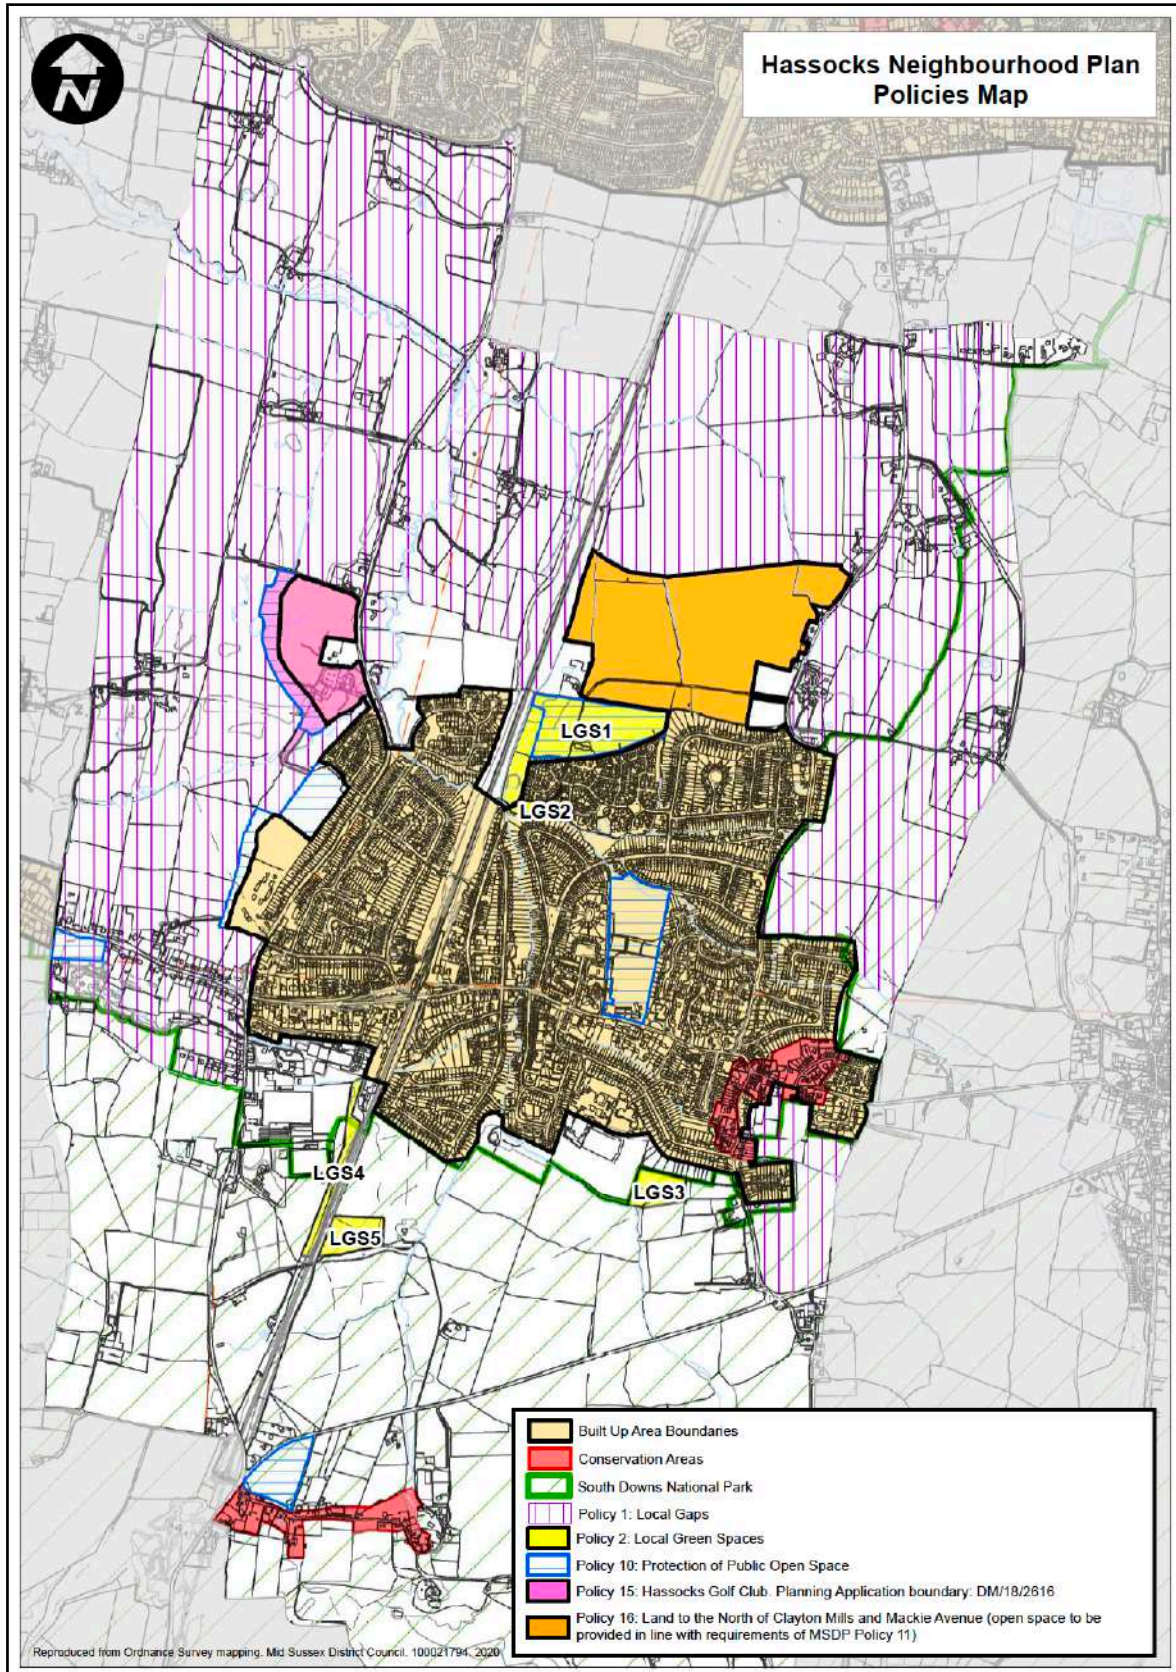 N
Hassocks Neighbourhood Plan
Policies Map
LGS1
LGS2
LGS4
LGS3
LGS5
Built Up Area Boundaries
Conservation Areas
South Downs National Park
Policy 1: Local Gaps
Policy 2: Local Green Spaces
Policy 10: Protection of Public Open Space
Policy 15: Hassocks Golf Club. Planning Application boundary: DM/18/2616
Policy 16: Land to the North of Clayton Mills and Mackie Avenue (open space to be
provided in line with requirements of MSDP Policy 11)
Reproduced from Ordnance Survey mapping. Mid Sussex District Council. 100021794. 2020